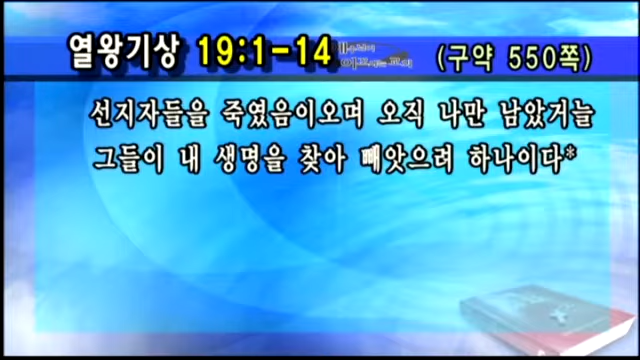 열왕기상 19:1-14 (구약 550쪽)
선지자들을 죽였음이오며 오직 나만 남았거늘
그들이 내 생명을 찾아 빼앗으려 하나이다*